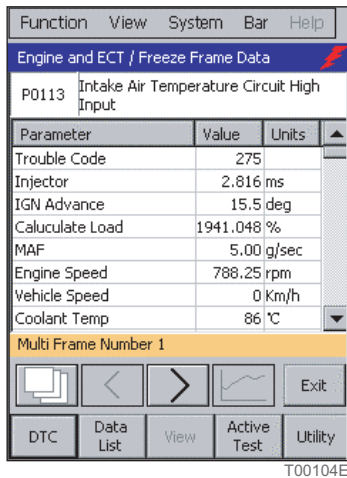 Function View System Bar Help
Engine and ECT / Freeze Frame Data
P0113 Intake Air Temperature Circuit High
Input
Parameter Value Units
Trouble Code 275
Injector 2.816 ms
IGN Advance 15.5 deg
Caluculate Load 1941.048 %
MAF 5.00 g/sec
Engine Speed 788.25 rpm
Vehicle Speed 0 Km/h
Coolant Temp 86 ℃
Multi Frame Number 1
Exit
DTC Data List View Active Test Utility
T00104E